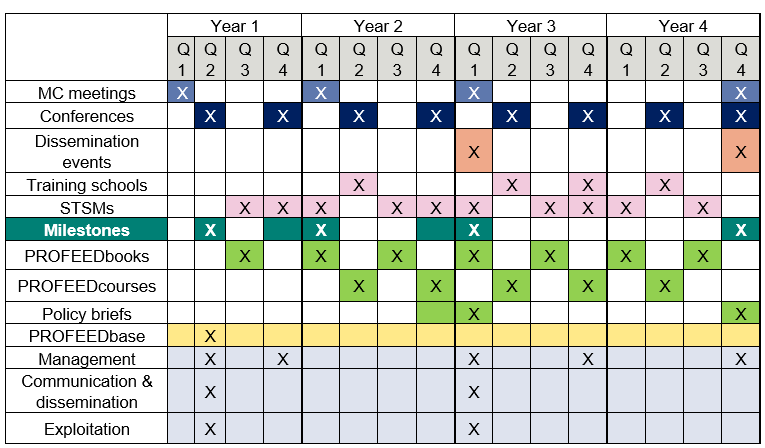 Year 1 Year 2 Year 3 Year 4
Q Q Q Q Q Q Q Q Q Q Q Q Q Q Q Q
1 2 3 4 1 2 3 4 1 2 3 4 1 2 3 4
MC meetings X X X X
Conferences X X X X X X X X
Dissemination
events X X
Training schools X X X X
STSMs X X X X X X X X X X
Milestones X X X X
PROFEEDbooks X X X X X X X
PROFEEDcourses X X X X X
Policy briefs X X
PROFEEDbase X
Management X X X X X
Communication &
dissemination X X
Exploitation X X